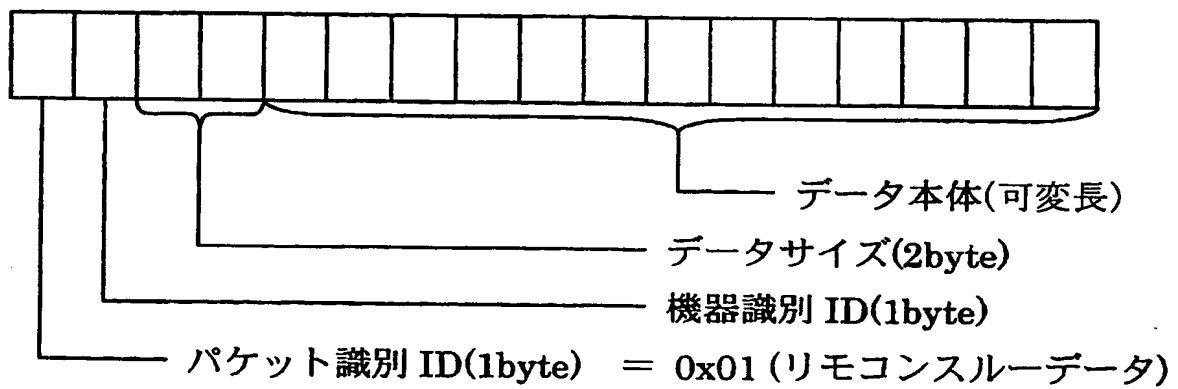 データ本体(可変長)
データサイズ(2byte)
機器識別 ID(1byte)
パケット識別 ID(1byte) = 0x01 (リモコンスルーデータ)